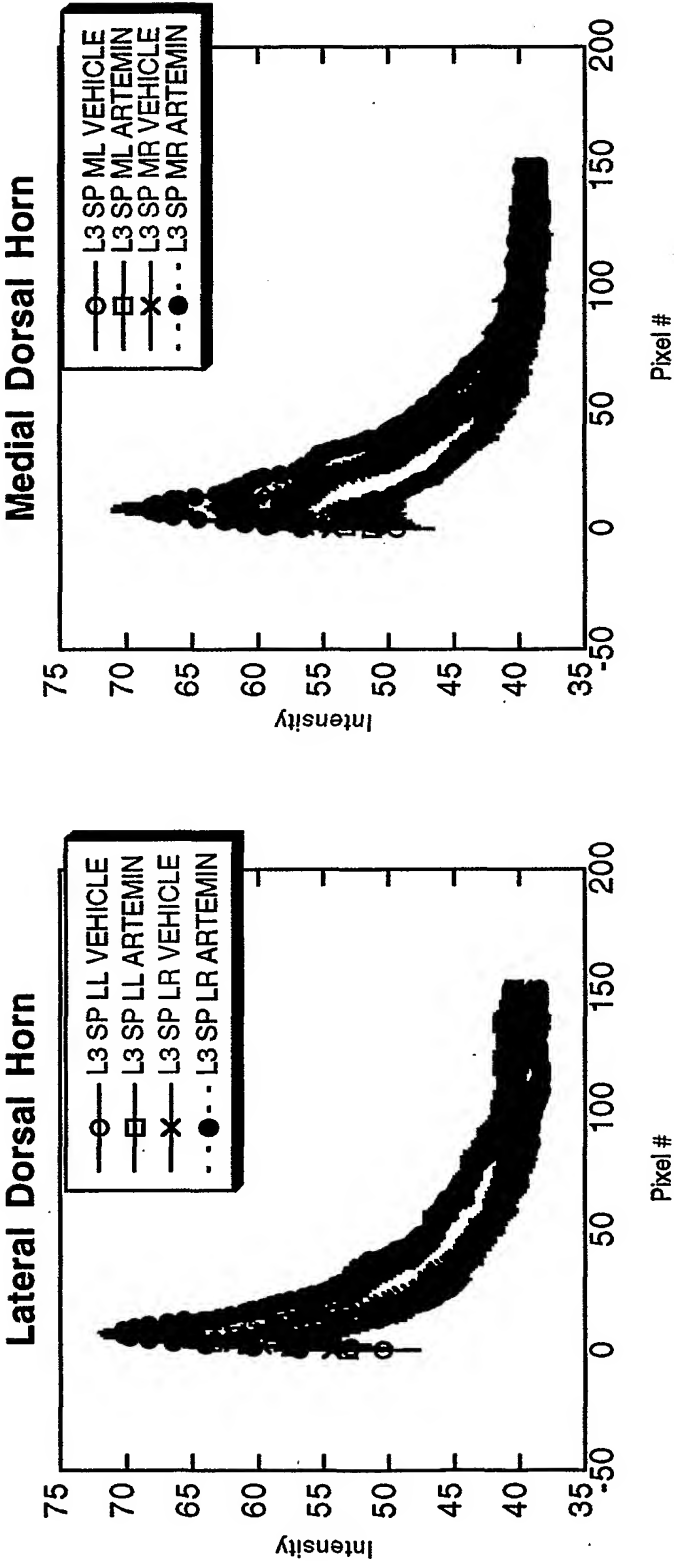 Lateral Dorsal Horn
L3 SP LL VEHICLE
L3 SP LL ARTEMIN
L3 SP LR VEHICLE
L3 SP LR ARTEMIN
Intensity
75
70
65
60
55
50
45
40
35
-50
0
50
100
150
200
Pixel #
Medial Dorsal Horn
L3 SP ML VEHICLE
L3 SP ML ARTEMIN
L3 SP MR VEHICLE
L3 SP MR ARTEMIN
Intensity
75
70
65
60
55
50
45
40
35
-50
0
50
100
150
200
Pixel #